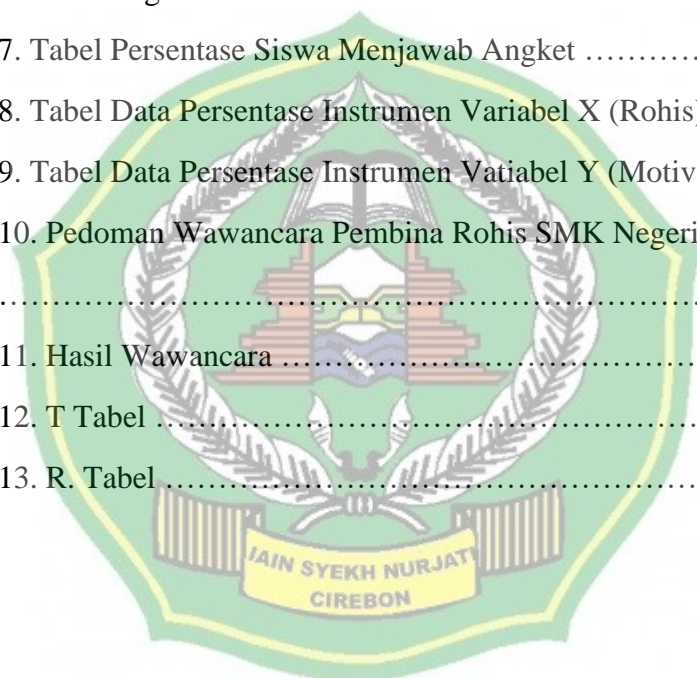 7. Tabel Persentase Siswa Menjawab Angket ……………
8. Tabel Data Persentase Instrumen Variabel X (Rohis)
9. Tabel Data Persentase Instrumen Vatiabel Y (Motiv
10. Pedoman Wawancara Pembina Rohis SMK Negeri
………………………………………………………………
11. Hasil Wawancara ……………………………………
12. T Tabel ………………………………………………
13. R. Tabel ………………………………………………
IAIN SYEKH NURJATI
CIREBON